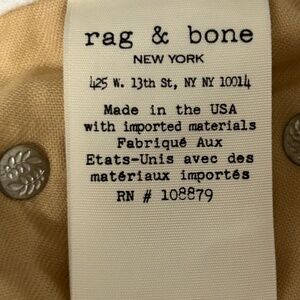 rag & bone
NEW YORK
425 W. 13th St, NY NY 10014
Made in the USA
with imported materials
Fabriqué Aux
Etats-Unis avec des
matériaux importés
RN # 108879